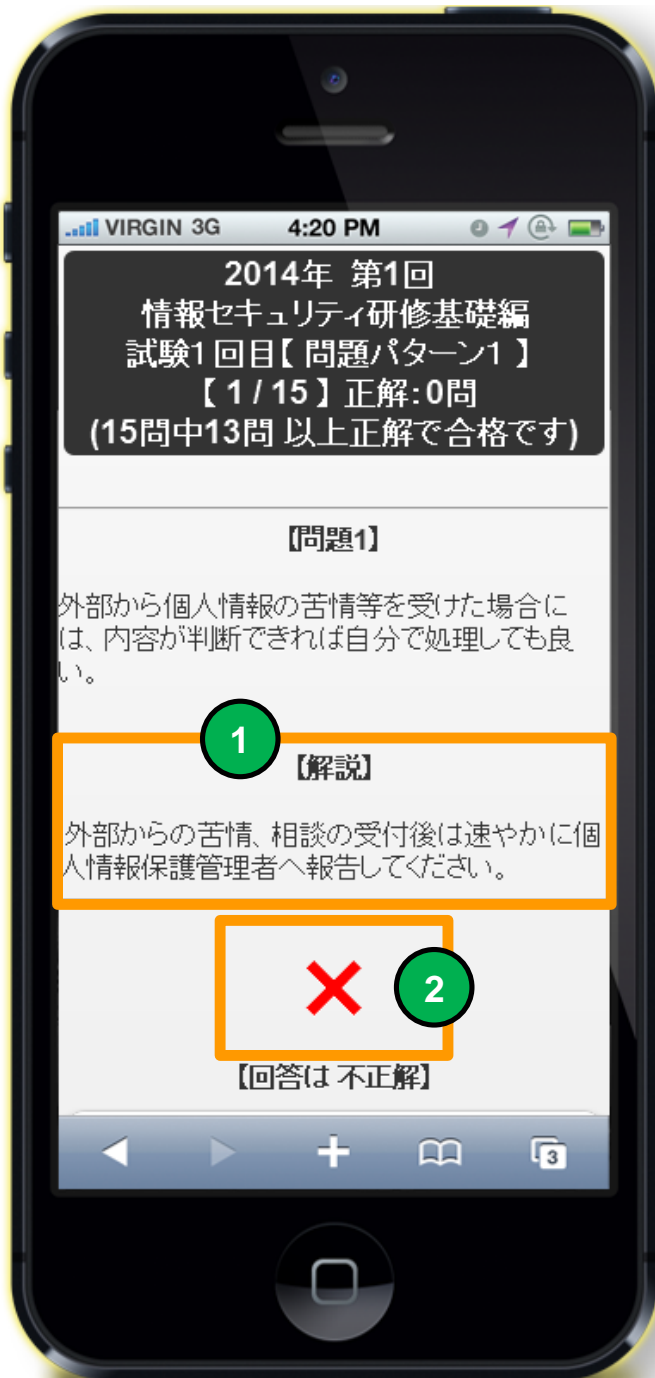 VIRGIN 3G 4:20 PM
2014年 第1回
情報セキュリティ研修基礎編
試験1回目【問題パターン1】
【1/15】正解:0問
(15問中13問 以上正解で合格です)
【問題1】
外部から個人情報の苦情等を受けた場合に
は、内容が判断できれば自分で処理しても良
い。
1
【解説】
外部からの苦情、相談の受付後は速やかに個
人情報保護管理者へ報告してください。
2
【回答は 不正解】
3